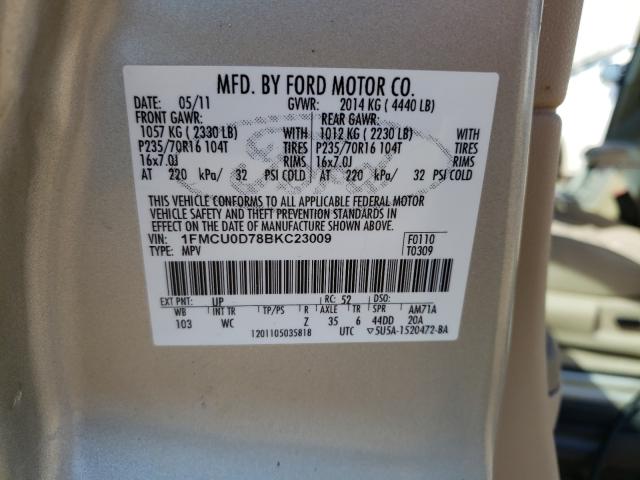 MFD. BY FORD MOTOR CO.
DATE: 05/11 GVWR: 2014 KG ( 4440 LB)
FRONT GAWR: REAR GAWR:
1057 KG ( 2330 LB) WITH 1012 KG ( 2230 LB) WITH
P235/70R16 104T TIRES P235/70R16 104T TIRES
16x7.0J RIMS 16x7.0J RIMS
AT 220 kPa/ 32 PSI COLD AT 220 kPa/ 32 PSI COLD
Ford
THIS VEHICLE CONFORMS TO ALL APPLICABLE FEDERAL MOTOR
VEHICLE SAFETY AND THEFT PREVENTION STANDARDS IN
EFFECT ON THE DATE OF MANUFACTURE SHOWN ABOVE.
VIN: 1FMCU0D78BKC23009 F0110
TYPE: MPV T0309
EXT PNT: UP RC: 52 DSO:
WB INT TR TP/PS R AXLE TR SPR AM71A
103 WC Z 35 6 44DD 20A
1201105035818 UTC ▽5U5A-1520472-BA